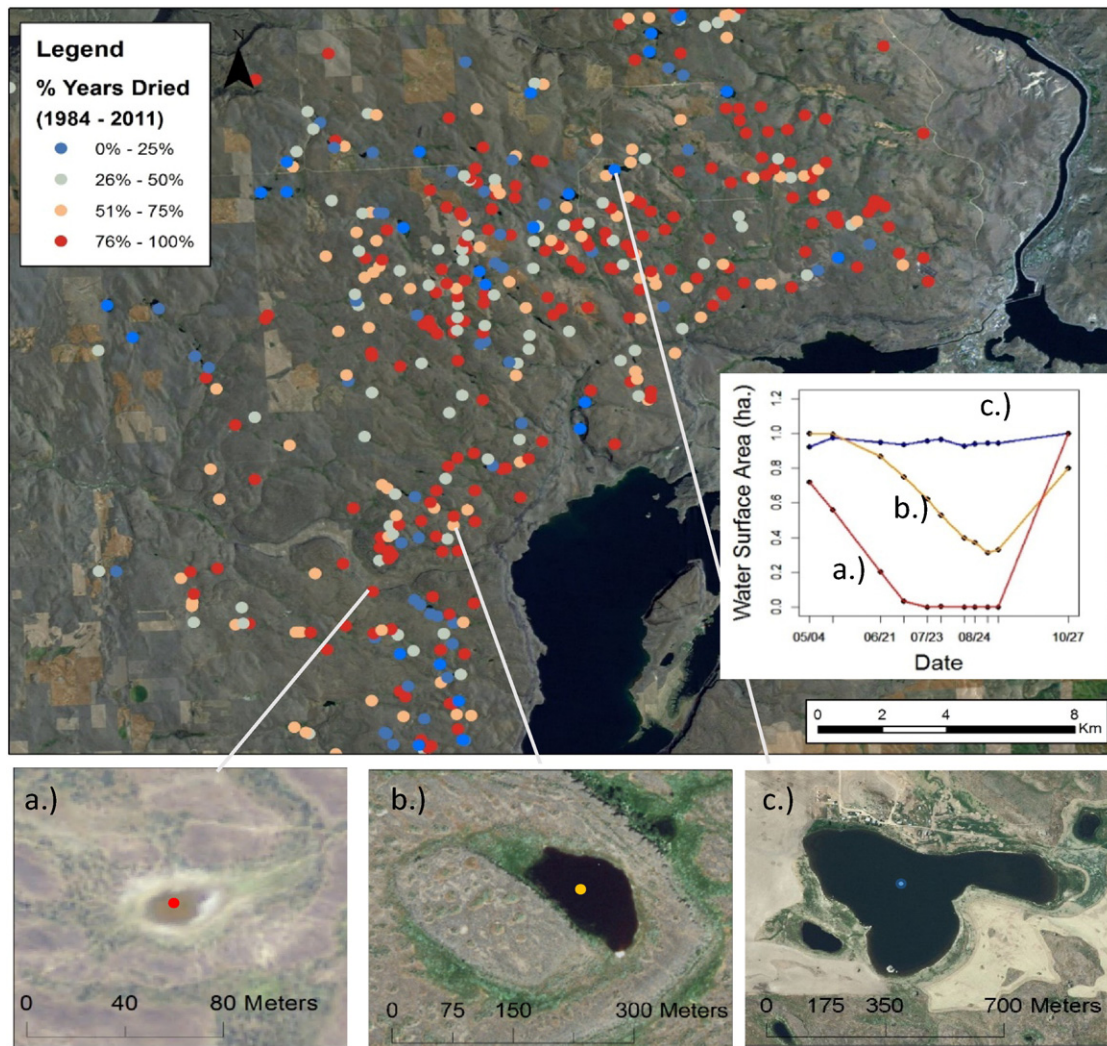 Legend
N
% Years Dried
(1984 - 2011)
0% - 25%
26% - 50%
51% - 75%
76% - 100%
Water Surface Area (ha.)
1.2
1.0
0.8
0.6
0.4
0.2
0.0
c.)
b.)
a.)
05/04 06/21 07/23 08/24 10/27
Date
0 2 4 8
Km
a.)
0 40 80 Meters
b.)
0 75 150 300 Meters
c.)
0 175 350 700 Meters